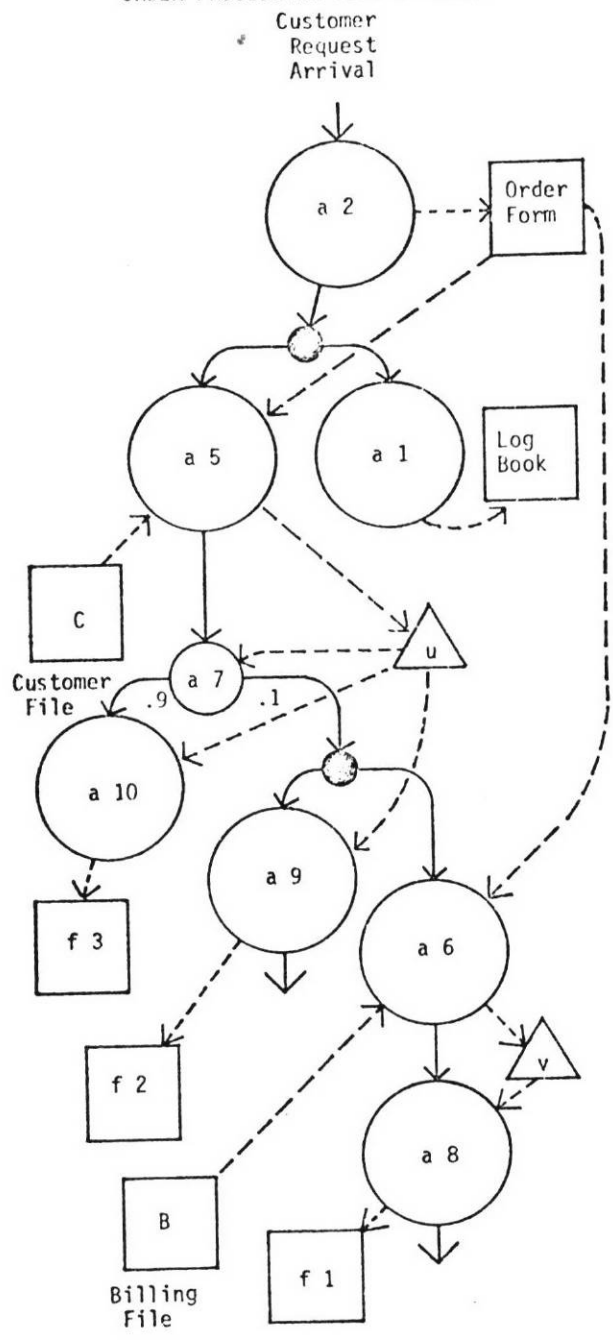 Customer
Request
Arrival
a 2
Order
Form
a 5
a 1
Log
Book
C
Customer
File
u
a 7
.9
.1
a 10
a 9
a 6
f 3
f 2
v
a 8
B
Billing
File
f 1